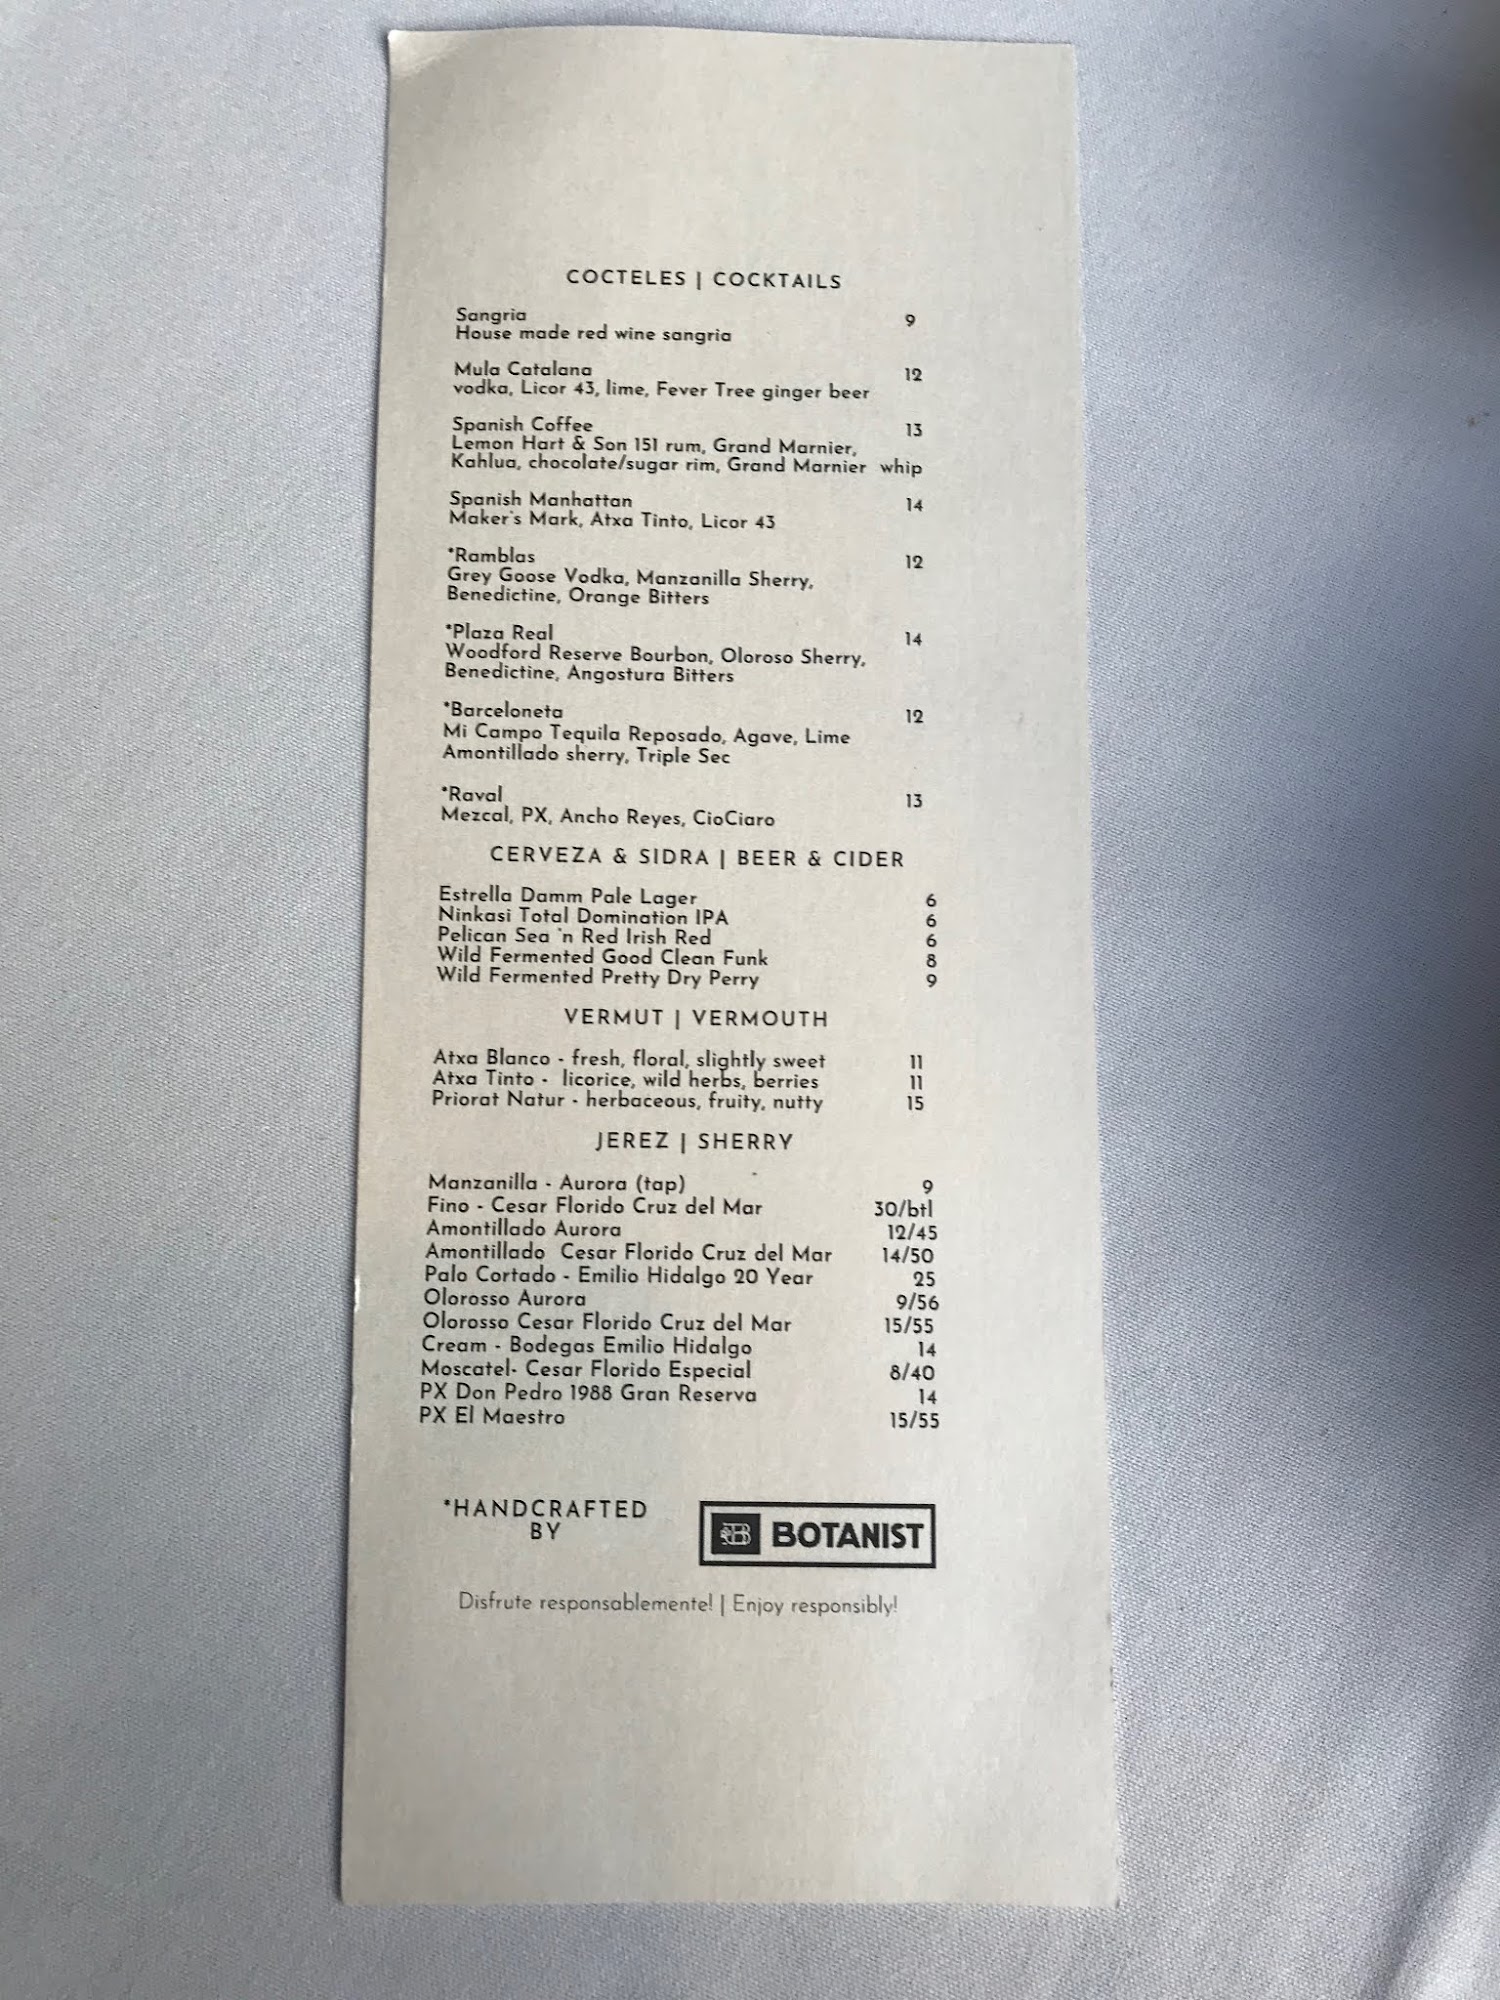 COCTELES | COCKTAILS
Sangria 9
House made red wine sangria
Mula Catalana 12
vodka, Licor 43, lime, Fever Tree ginger beer
Spanish Coffee 13
Lemon Hart & Son 151 rum, Grand Marnier,
Kahlua, chocolate/sugar rim, Grand Marnier whip
Spanish Manhattan 14
Maker's Mark, Atxa Tinto, Licor 43
*Ramblas 12
Grey Goose Vodka, Manzanilla Sherry,
Benedictine, Orange Bitters
*Plaza Real 14
Woodford Reserve Bourbon, Oloroso Sherry,
Benedictine, Angostura Bitters
*Barceloneta 12
Mi Campo Tequila Reposado, Agave, Lime
Amontillado sherry, Triple Sec
*Raval 13
Mezcal, PX, Ancho Reyes, CioCiaro
CERVEZA & SIDRA | BEER & CIDER
Estrella Damm Pale Lager 6
Ninkasi Total Domination IPA 6
Pelican Sea 'n Red Irish Red 6
Wild Fermented Good Clean Funk 8
Wild Fermented Pretty Dry Perry 9
VERMUT | VERMOUTH
Atxa Blanco - fresh, floral, slightly sweet 11
Atxa Tinto - licorice, wild herbs, berries 11
Priorat Natur - herbaceous, fruity, nutty 15
JEREZ | SHERRY
Manzanilla - Aurora (tap) 9
Fino - Cesar Florido Cruz del Mar 30/btl
Amontillado Aurora 12/45
Amontillado Cesar Florido Cruz del Mar 14/50
Palo Cortado - Emilio Hidalgo 20 Year 25
Olorosso Aurora 9/56
Olorosso Cesar Florido Cruz del Mar 15/55
Cream - Bodegas Emilio Hidalgo 14
Moscatel- Cesar Florido Especial 8/40
PX Don Pedro 1988 Gran Reserva 14
PX El Maestro 15/55
*HANDCRAFTED
BY
B BOTANIST
Disfrute responsablemente! | Enjoy responsibly!